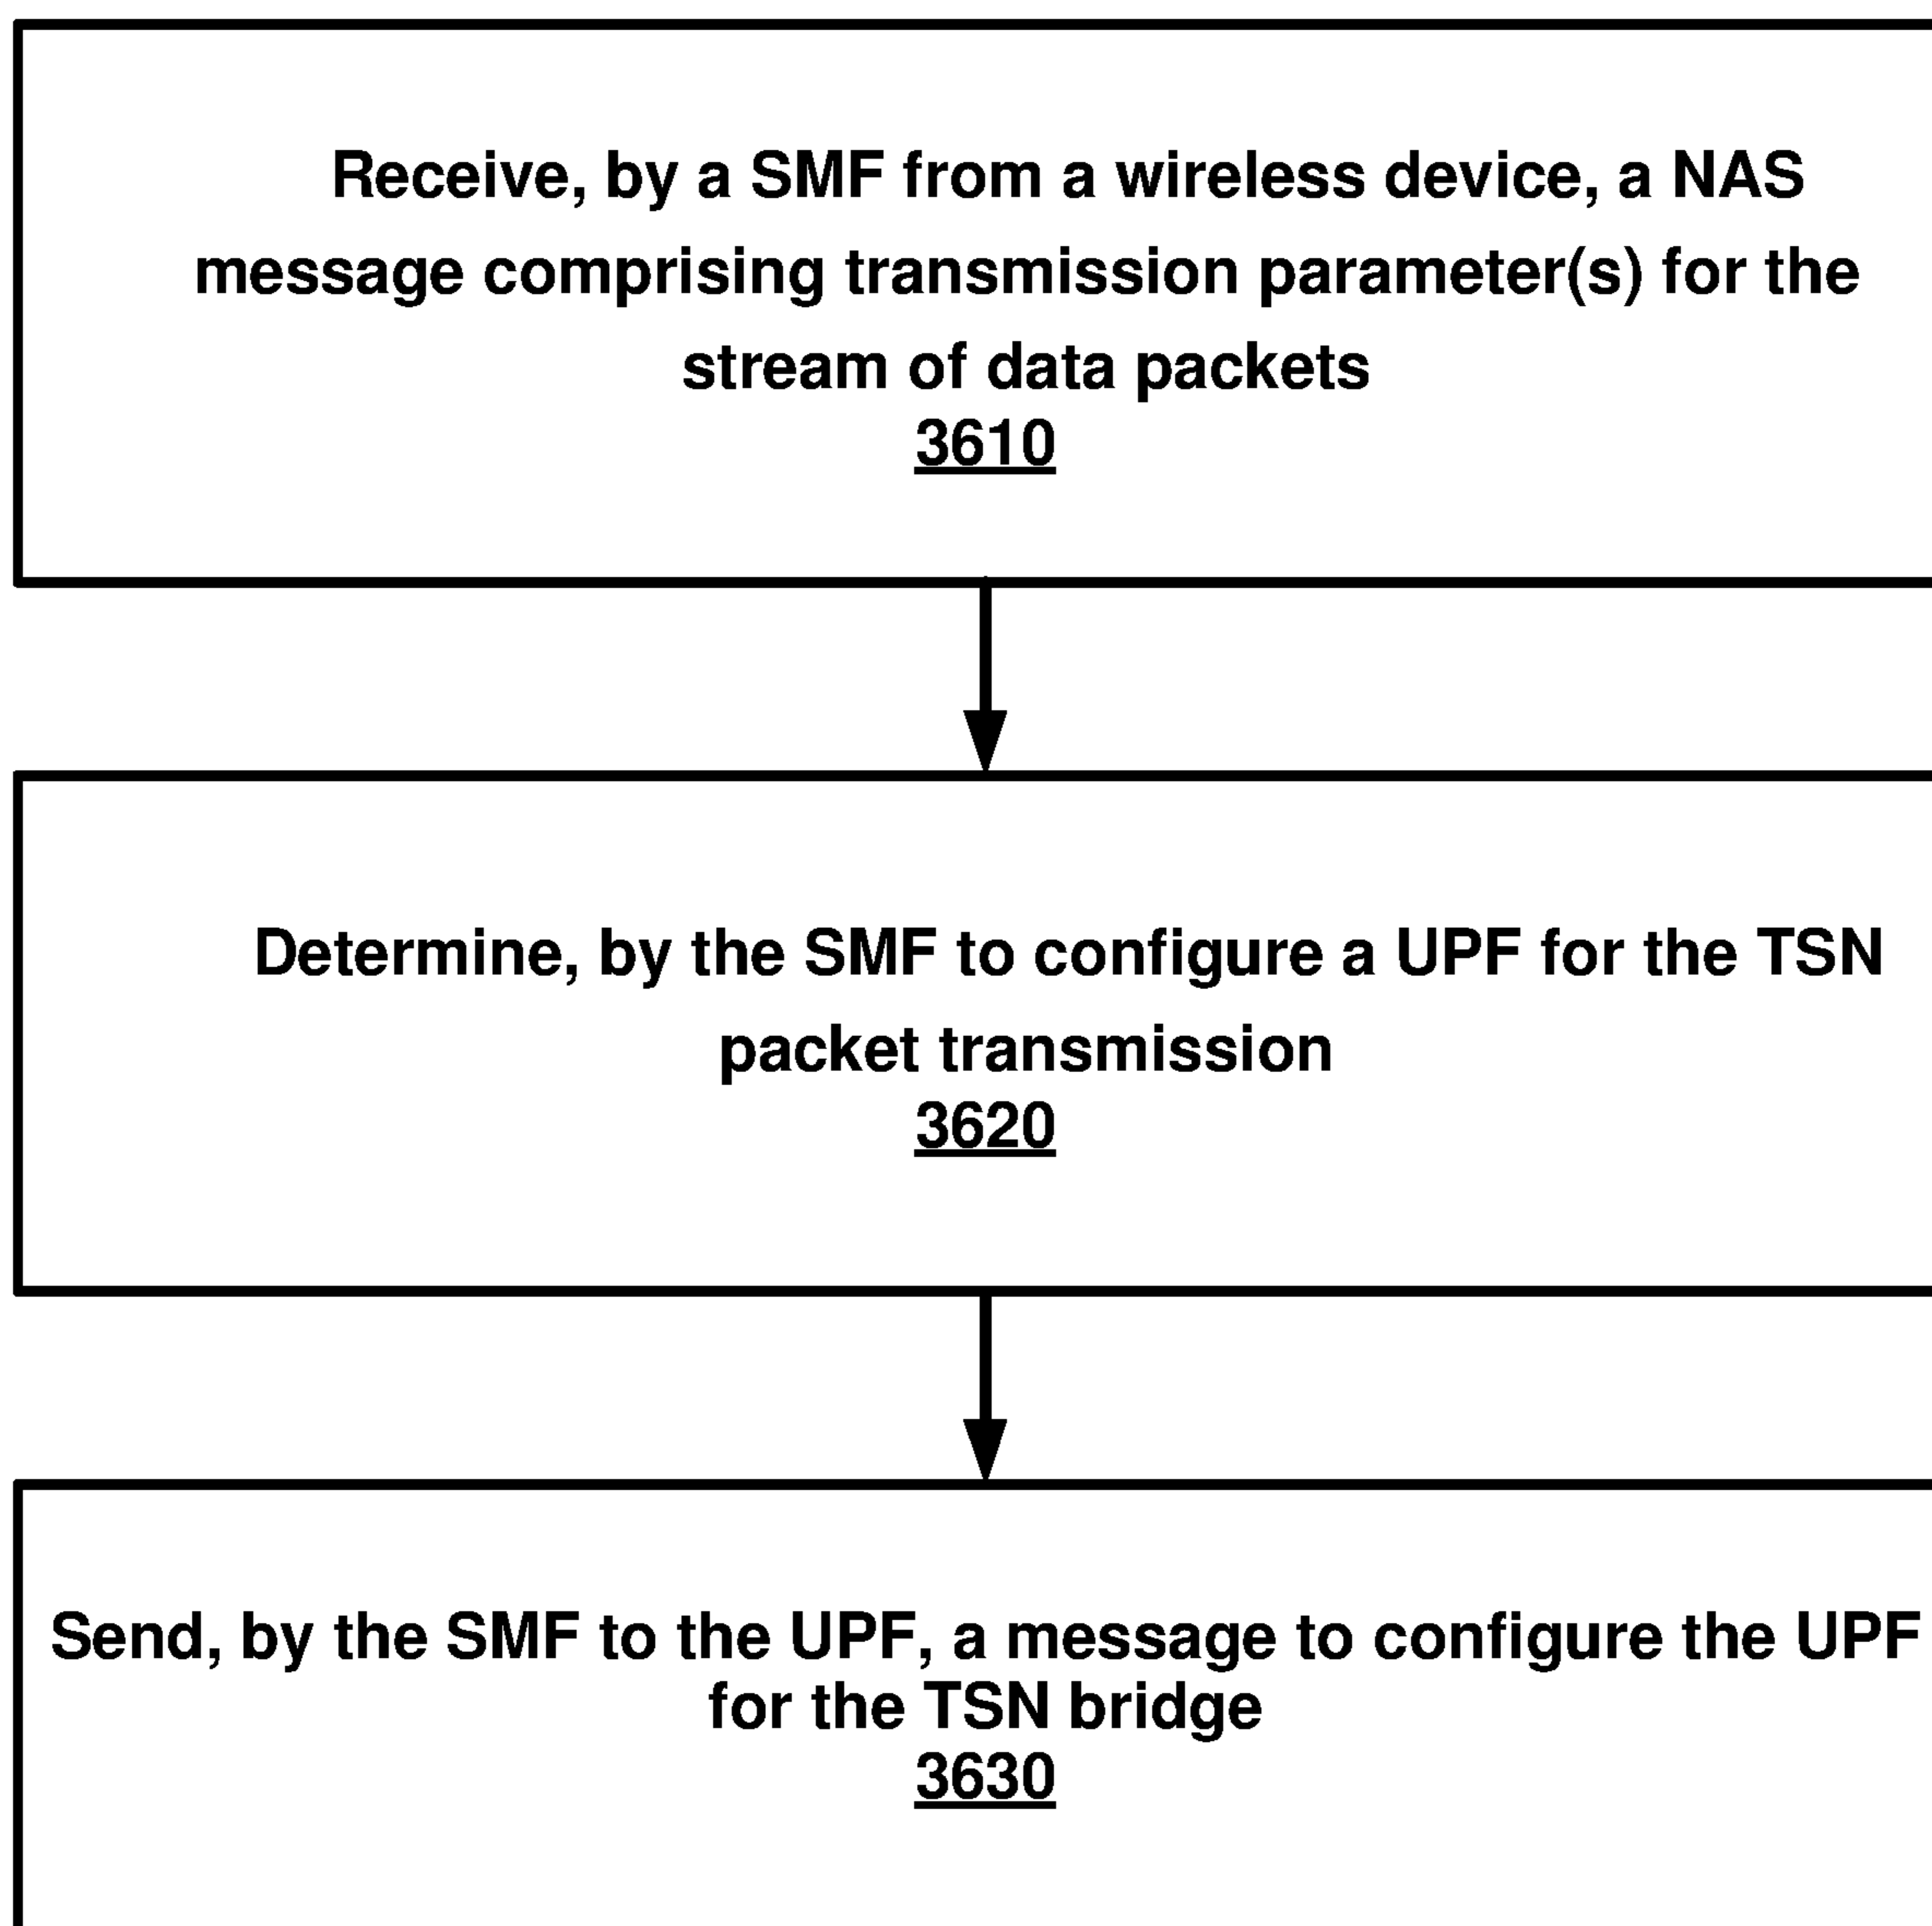 Receive, by a SMF from a wireless device, a NAS
message comprising transmission parameter(s) for the
stream of data packets
3610
Determine, by the SMF to configure a UPF for the TSN
packet transmission
3620
Send, by the SMF to the UPF, a message to configure the UPF
for the TSN bridge
3630